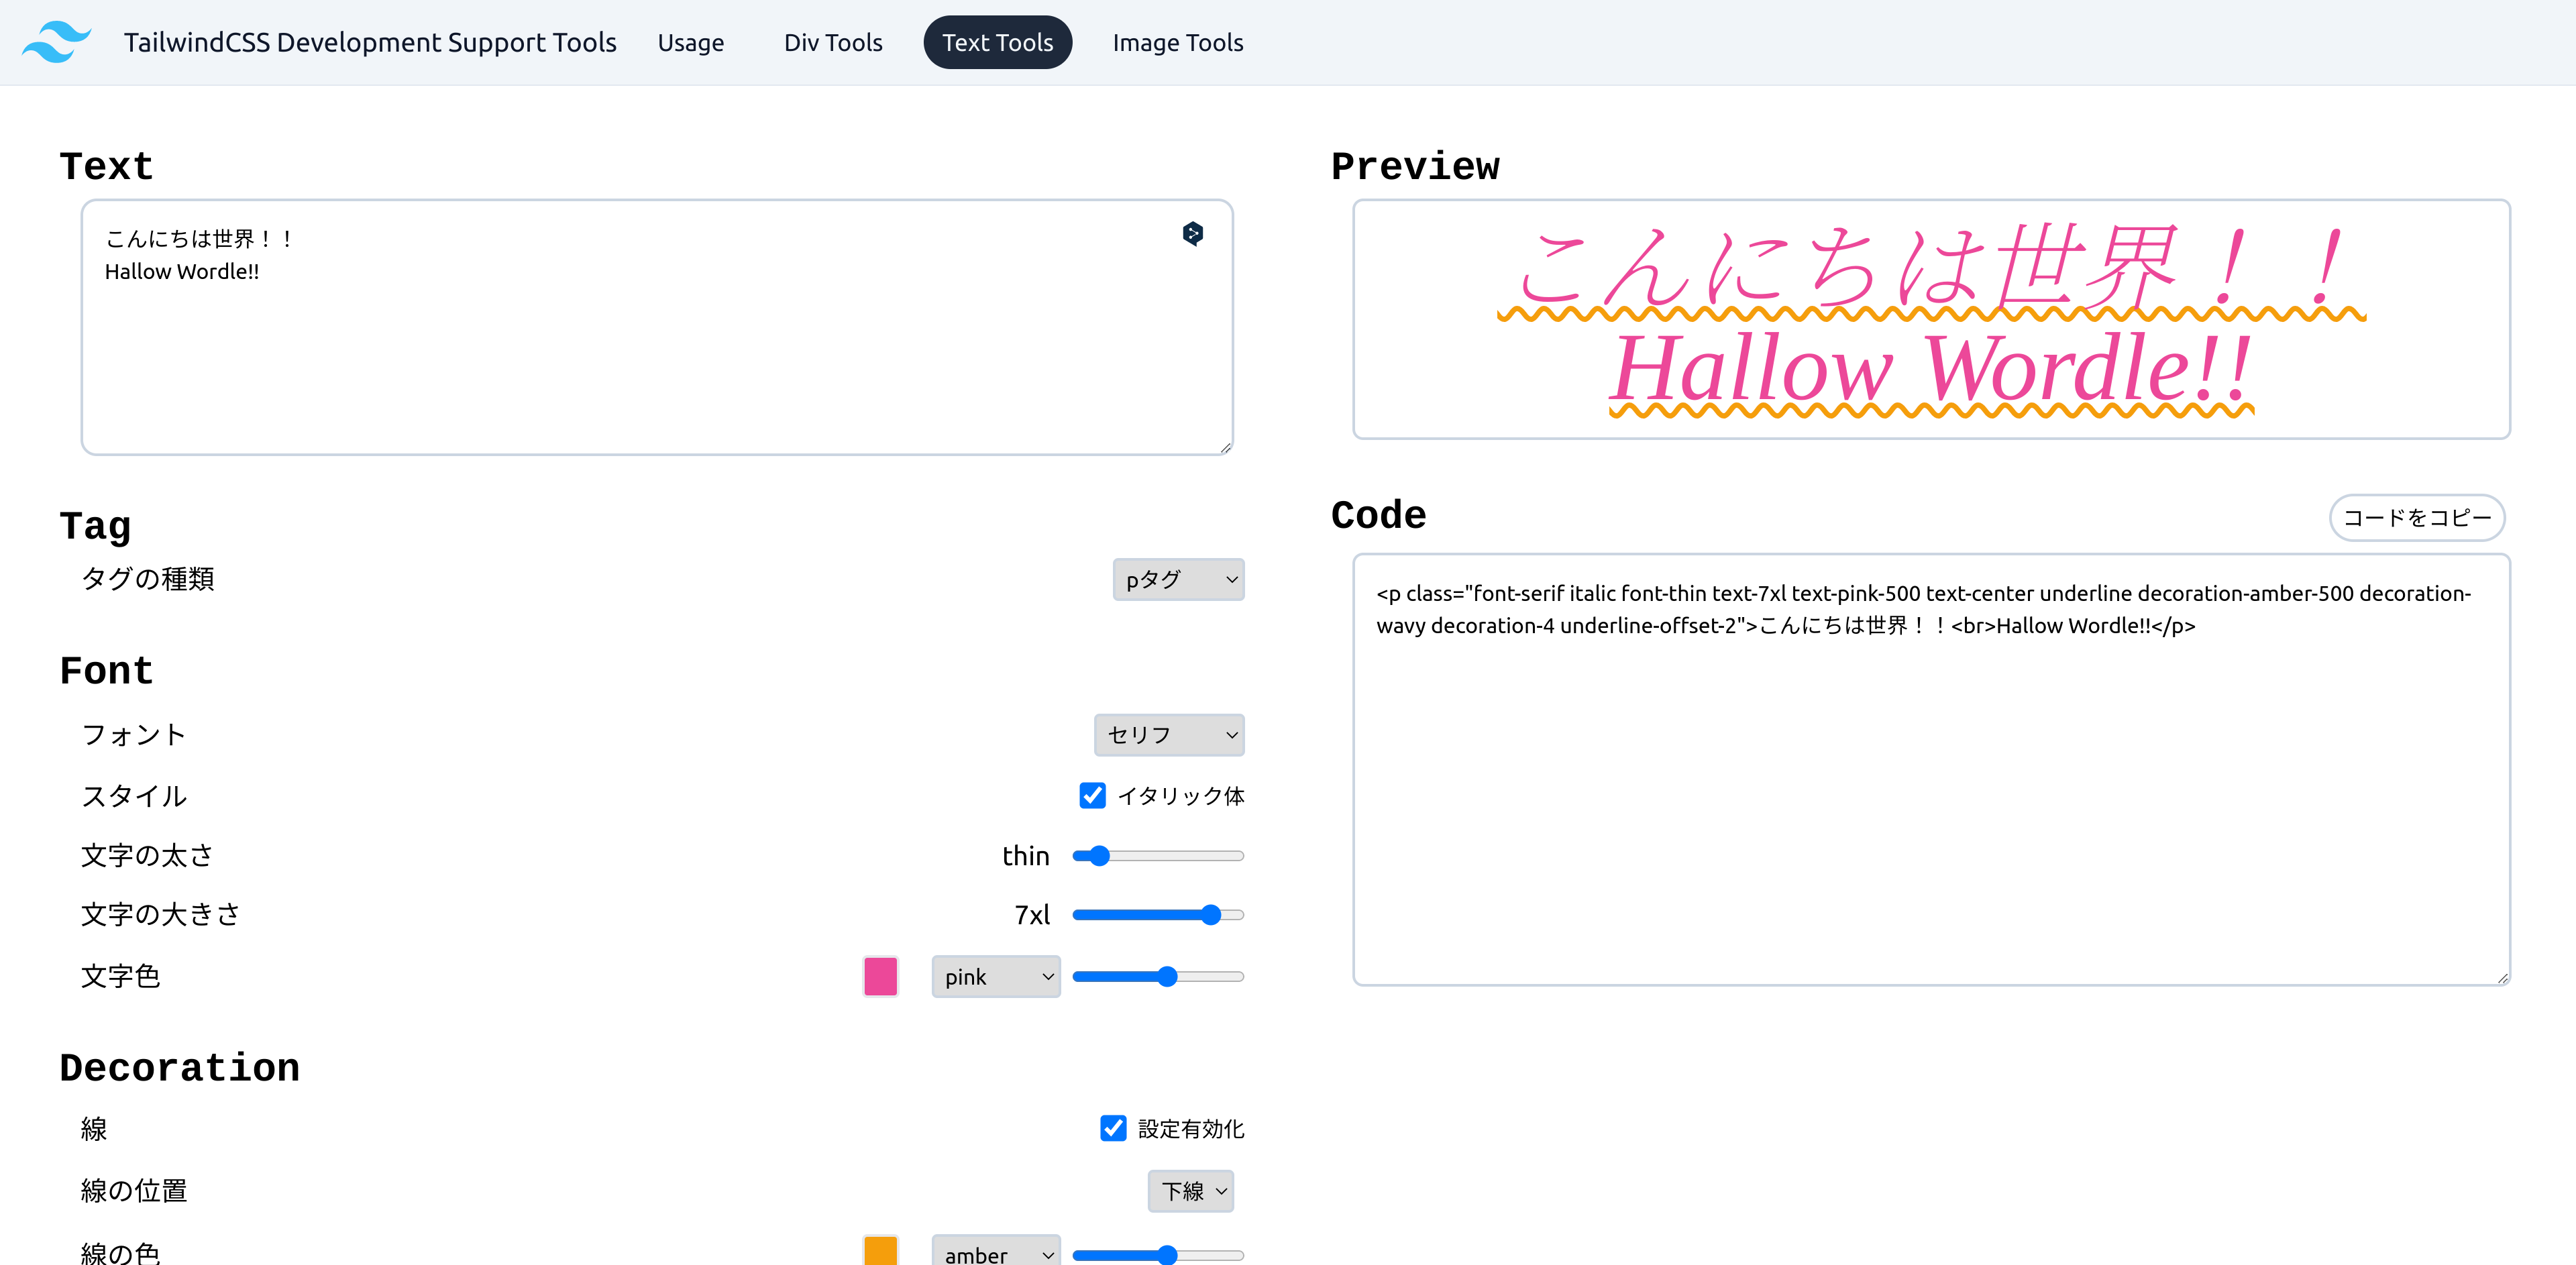 TailwindCSS Development Support Tools
Usage
Div Tools
Text Tools
Image Tools
Text
こんにちは世界！！
Hallow Wordle!!
Tag
タグの種類
pタグ
Font
フォント
セリフ
スタイル
イタリック体
文字の太さ
thin
文字の大きさ
7xl
文字色
pink
Decoration
線
設定有効化
線の位置
下線
線の色
amber
Preview
こんにちは世界！！
Hallow Wordle!!
Code
コードをコピー
<p class="font-serif italic font-thin text-7xl text-pink-500 text-center underline decoration-amber-500 decoration-
wavy decoration-4 underline-offset-2">こんにちは世界！！<br>Hallow Wordle!!</p>